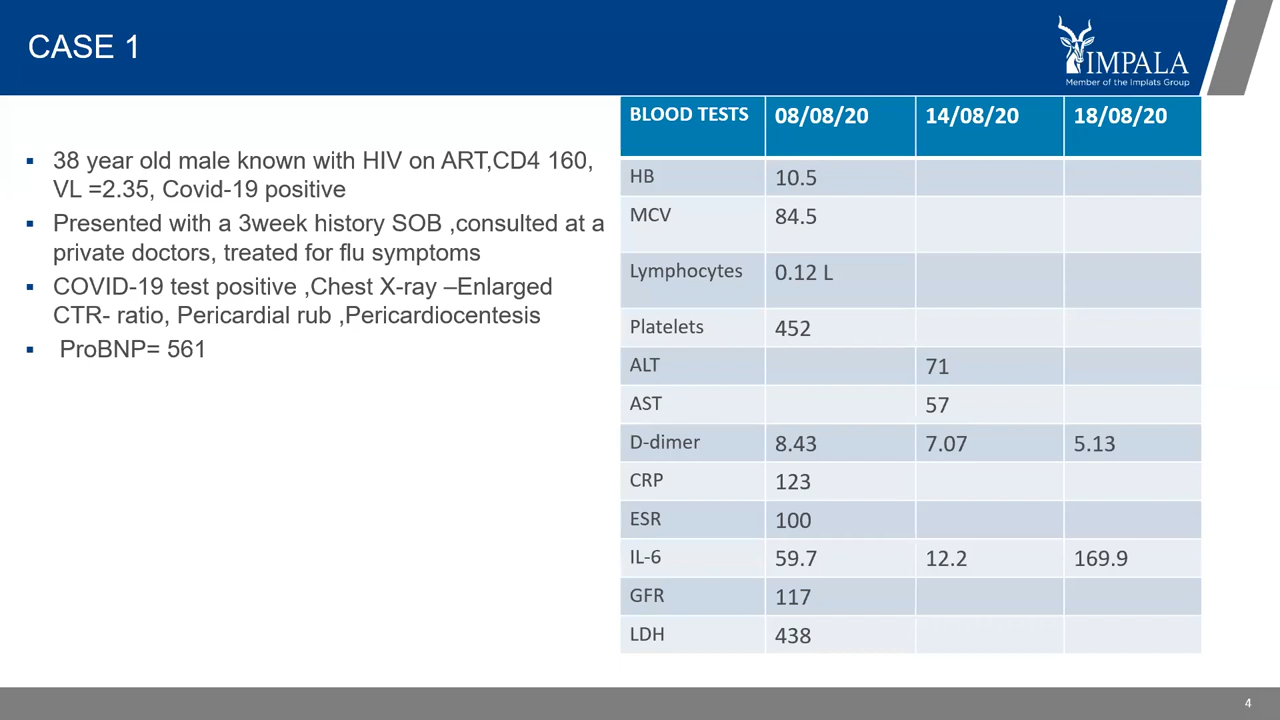 CASE 1
IMPALA
Member of the Implats Group
▪ 38 year old male known with HIV on ART,CD4 160,
VL =2.35, Covid-19 positive
▪ Presented with a 3week history SOB ,consulted at a
private doctors, treated for flu symptoms
▪ COVID-19 test positive ,Chest X-ray –Enlarged
CTR- ratio, Pericardial rub ,Pericardiocentesis
▪ ProBNP= 561
BLOOD TESTS 08/08/20 14/08/20 18/08/20
HB 10.5
MCV 84.5
Lymphocytes 0.12 L
Platelets 452
ALT 71
AST 57
D-dimer 8.43 7.07 5.13
CRP 123
ESR 100
IL-6 59.7 12.2 169.9
GFR 117
LDH 438
4